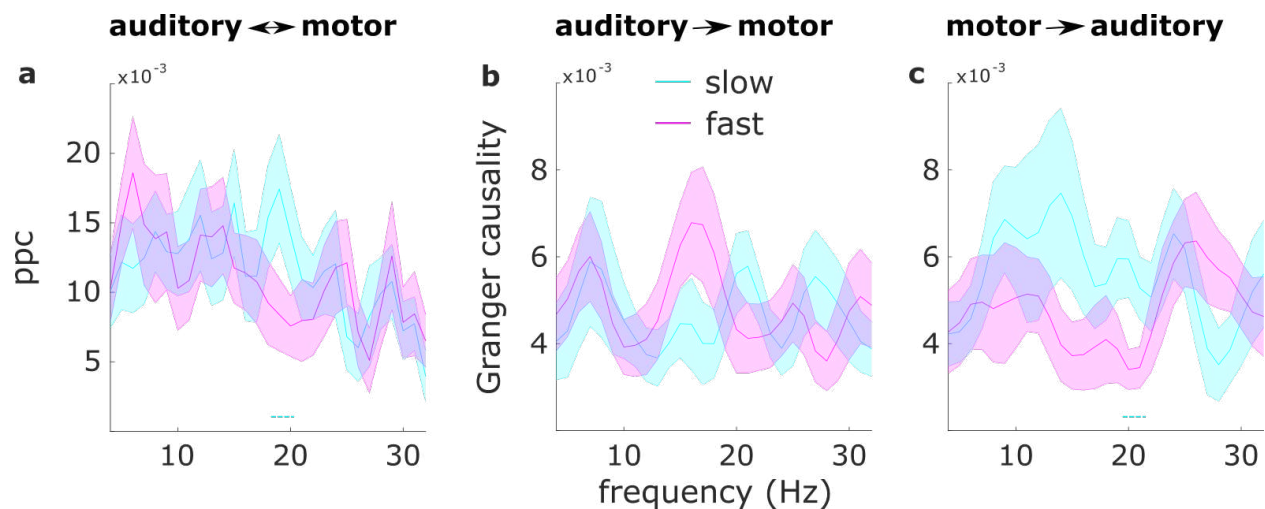 auditory ↔ motor
auditory → motor
motor → auditory
a
x10⁻³
b
x10⁻³
c
x10⁻³
slow
fast
ppc
20
15
10
5
10
20
30
Granger causality
8
6
4
10
20
30
8
6
4
10
20
30
frequency (Hz)